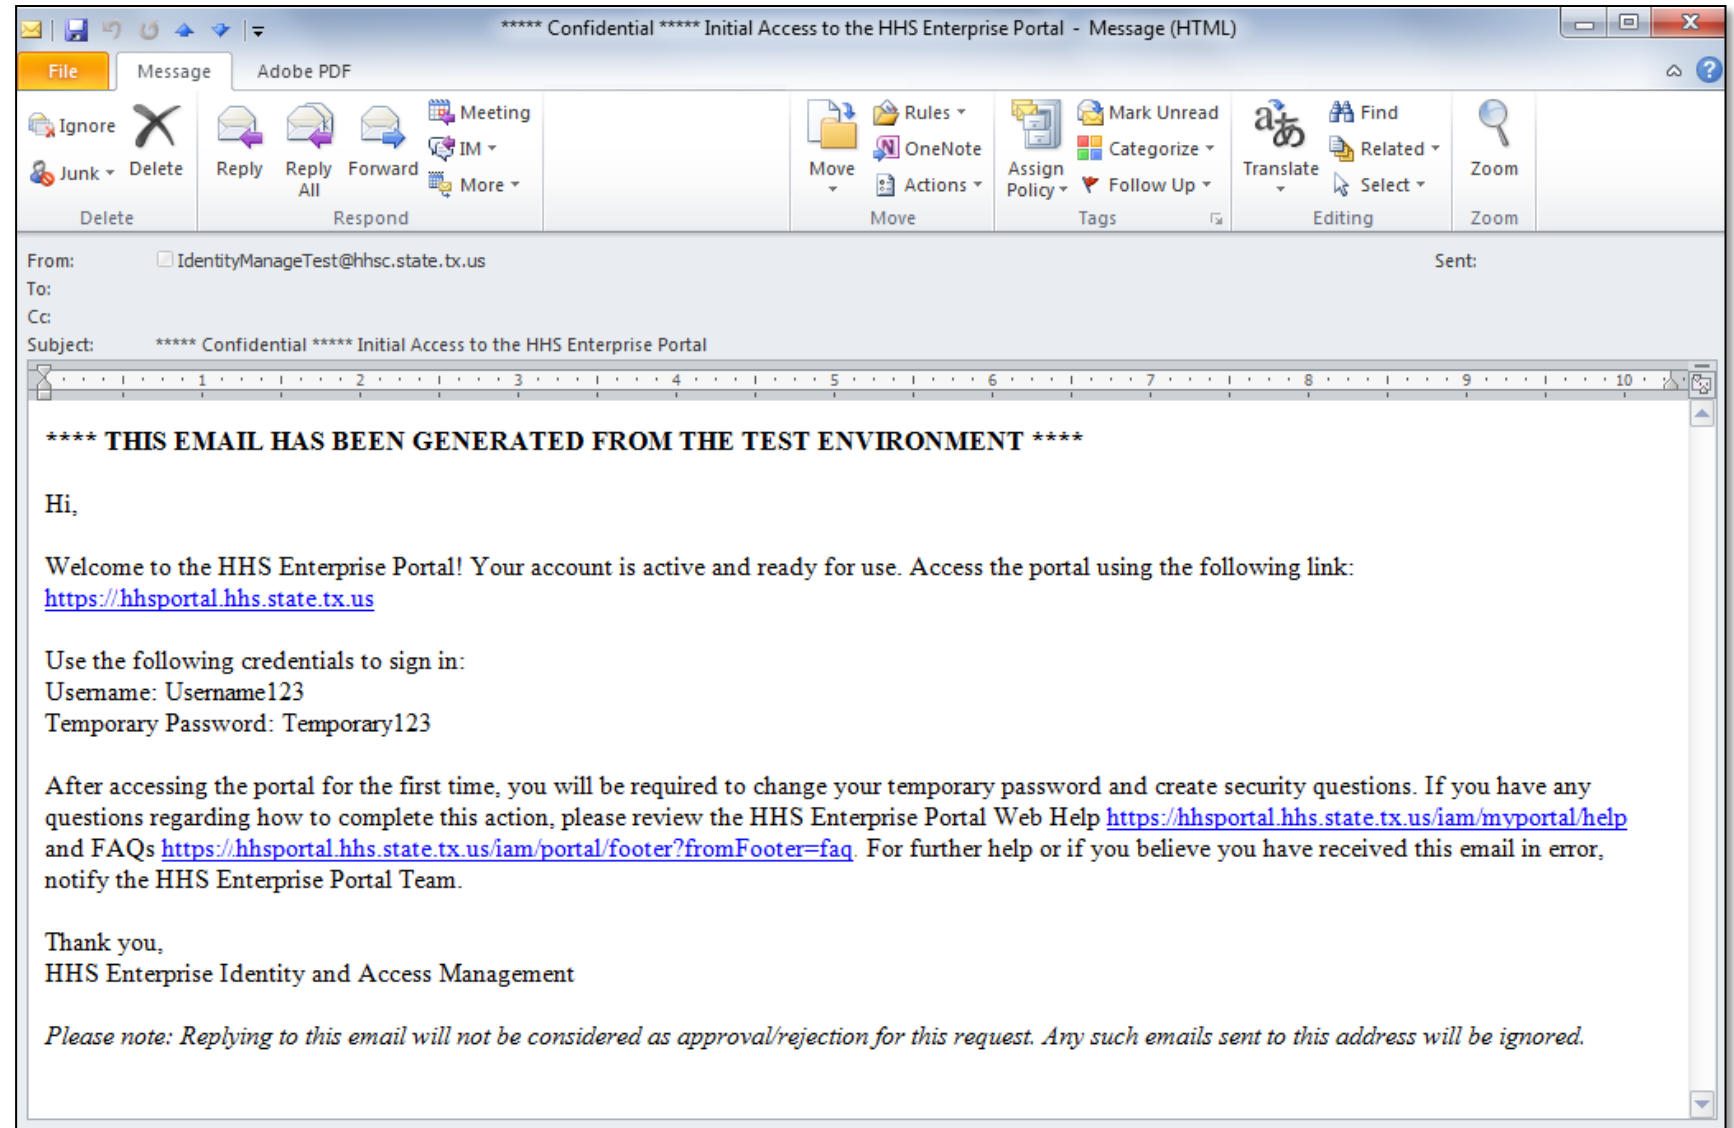 ***** Confidential ***** Initial Access to the HHS Enterprise Portal - Message (HTML)
File Message Adobe PDF
Ignore
Junk
Delete
Delete
Reply
Reply All
Forward
Meeting
IM
More
Respond
Move
Rules
OneNote
Actions
Move
Assign Policy
Mark Unread
Categorize
Follow Up
Tags
Translate
Find
Related
Select
Editing
Zoom
Zoom
From: IdentityManageTest@hhsc.state.tx.us Sent:
To:
Cc:
Subject: ***** Confidential ***** Initial Access to the HHS Enterprise Portal
1 2 3 4 5 6 7 8 9 10
**** THIS EMAIL HAS BEEN GENERATED FROM THE TEST ENVIRONMENT ****
Hi,
Welcome to the HHS Enterprise Portal! Your account is active and ready for use. Access the portal using the following link:
https://hhsportal.hhs.state.tx.us
Use the following credentials to sign in:
Username: Username123
Temporary Password: Temporary123
After accessing the portal for the first time, you will be required to change your temporary password and create security questions. If you have any
questions regarding how to complete this action, please review the HHS Enterprise Portal Web Help https://hhsportal.hhs.state.tx.us/iam/myportal/help
and FAQs https://hhsportal.hhs.state.tx.us/iam/portal/footer?fromFooter=faq. For further help or if you believe you have received this email in error,
notify the HHS Enterprise Portal Team.
Thank you,
HHS Enterprise Identity and Access Management
Please note: Replying to this email will not be considered as approval/rejection for this request. Any such emails sent to this address will be ignored.